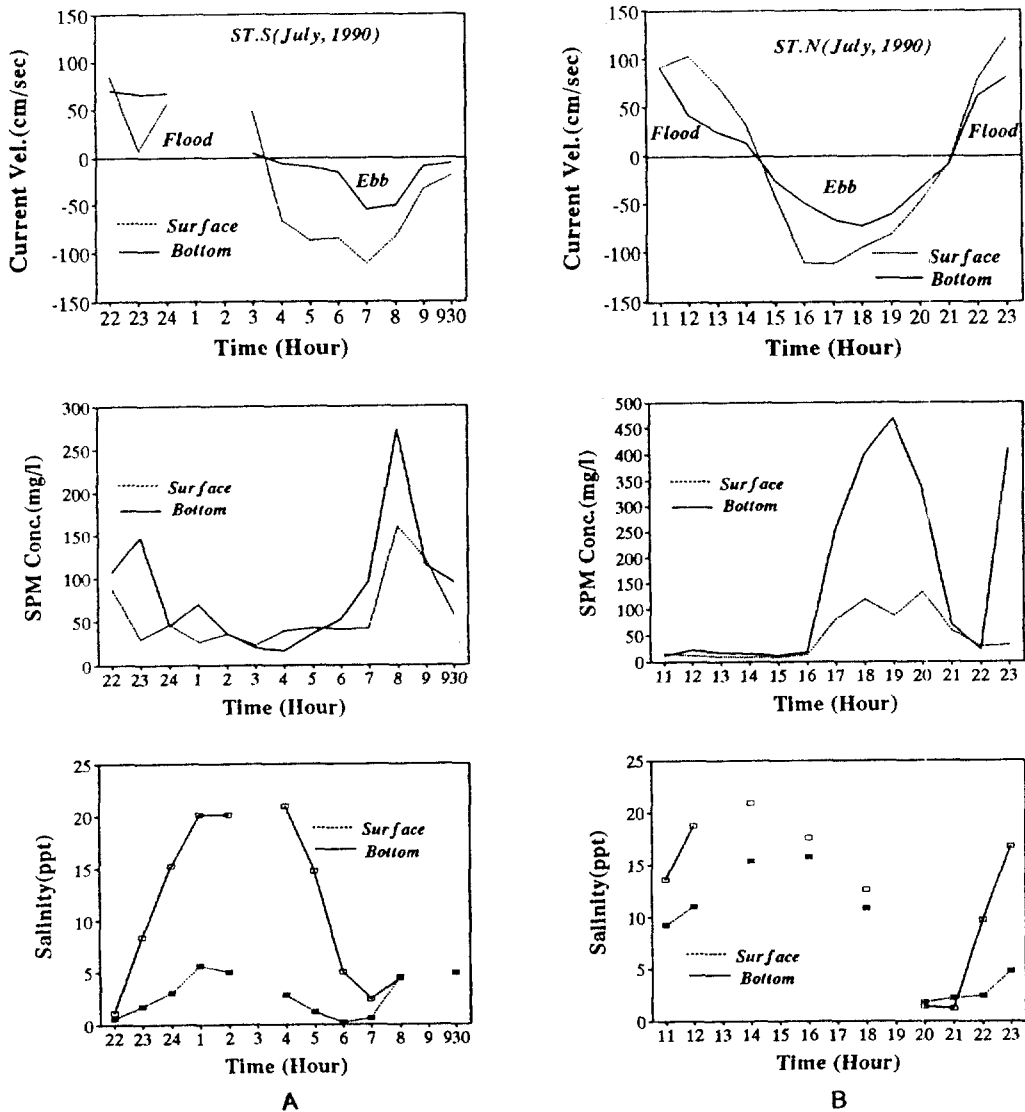 ST.S(July, 1990)
Current Vel.(cm/sec)
150
100
50
0
-50
-100
-150
Flood
Ebb
Surface
Bottom
22 23 24 1 2 3 4 5 6 7 8 9 930
Time (Hour)
ST.N(July, 1990)
Current Vel.(cm/sec)
150
100
50
0
-50
-100
-150
Flood
Flood
Ebb
Surface
Bottom
11 12 13 14 15 16 17 18 19 20 21 22 23
Time (Hour)
SPM Conc.(mg/l)
300
250
200
150
100
50
0
Surface
Bottom
22 23 24 1 2 3 4 5 6 7 8 9 930
Time (Hour)
SPM Conc.(mg/l)
500
450
400
350
300
250
200
150
100
50
0
Surface
Bottom
11 12 13 14 15 16 17 18 19 20 21 22 23
Time (Hour)
Salinity(ppt)
25
20
15
10
5
0
Surface
Bottom
22 23 24 1 2 3 4 5 6 7 8 9 930
Time (Hour)
A
Salinity(ppt)
25
20
15
10
5
0
Surface
Bottom
11 12 13 14 15 16 17 18 19 20 21 22 23
Time (Hour)
B